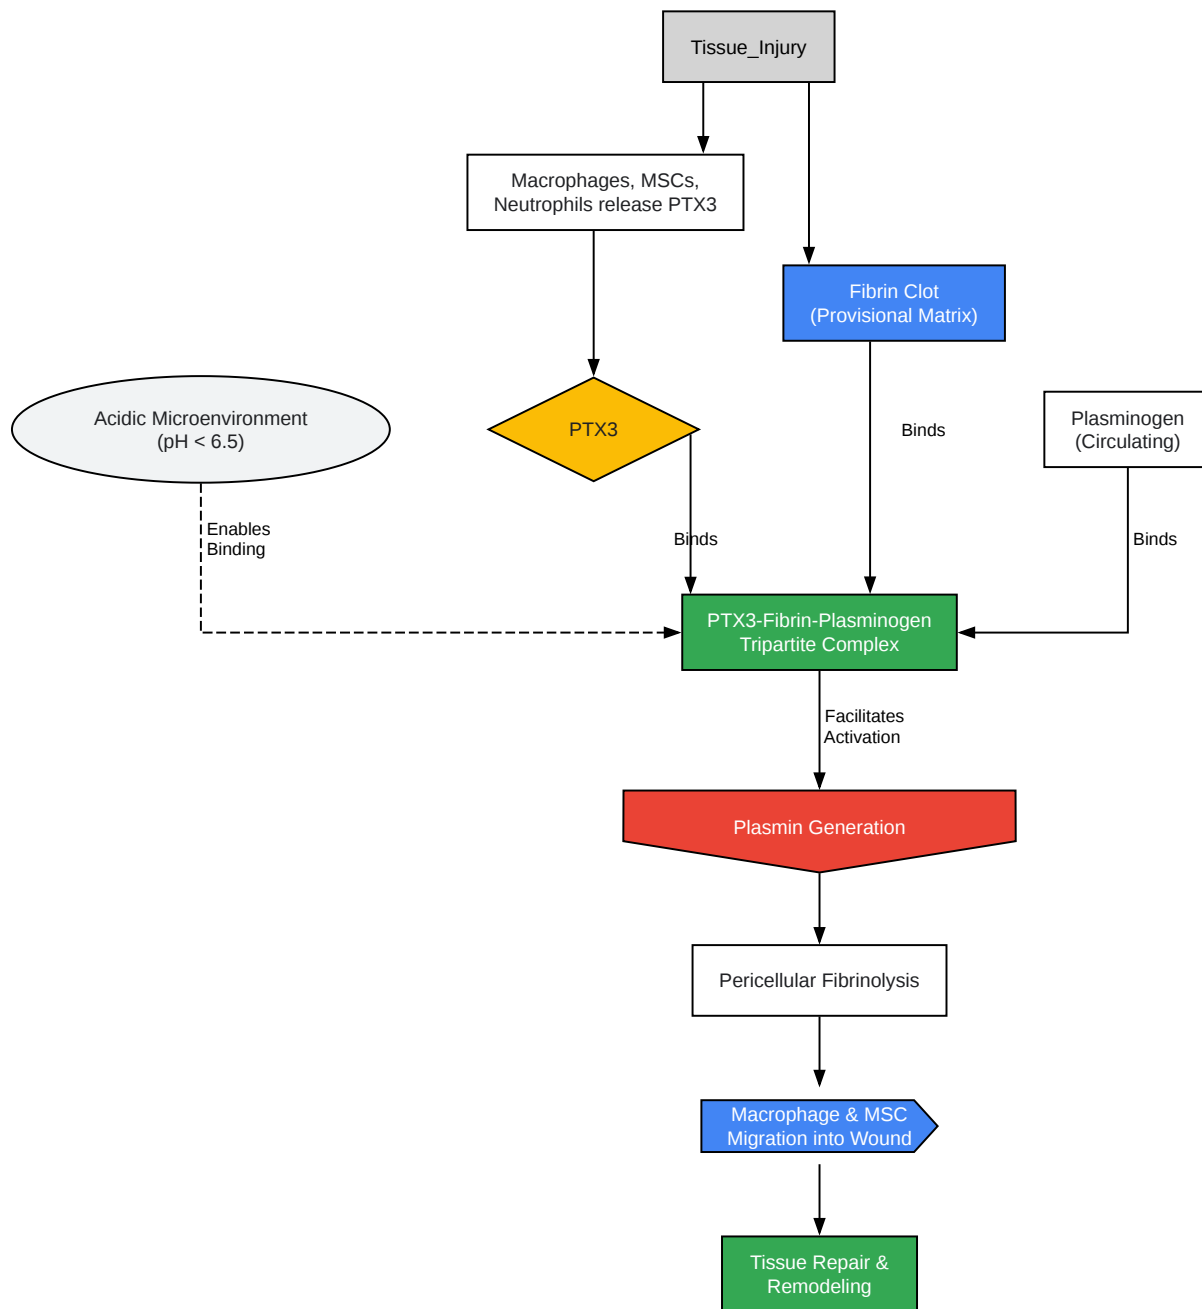 Tissue_Injury
Macrophages, MSCs,
Neutrophils release PTX3
Fibrin Clot
(Provisional Matrix)
Acidic Microenvironment
(pH < 6.5)
PTX3
Binds
Plasminogen
(Circulating)
Enables
Binding
Binds
Binds
PTX3-Fibrin-Plasminogen
Tripartite Complex
Facilitates
Activation
Plasmin Generation
Pericellular Fibrinolysis
Macrophage & MSC
Migration into Wound
Tissue Repair &
Remodeling